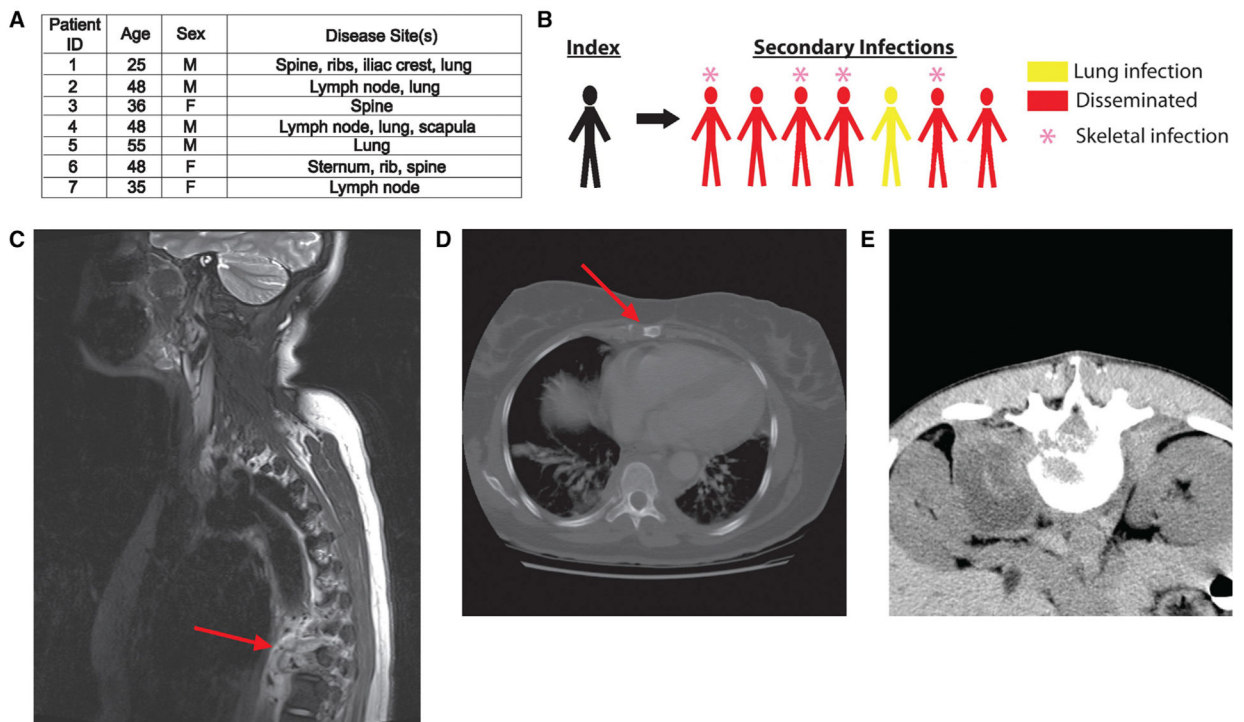 A
Patient ID Age Sex Disease Site(s)
1 25 M Spine, ribs, iliac crest, lung
2 48 M Lymph node, lung
3 36 F Spine
4 48 M Lymph node, lung, scapula
5 55 M Lung
6 48 F Sternum, rib, spine
7 35 F Lymph node
B
Index Secondary Infections
* * * *
Lung infection
Disseminated
* Skeletal infection
C
D
E